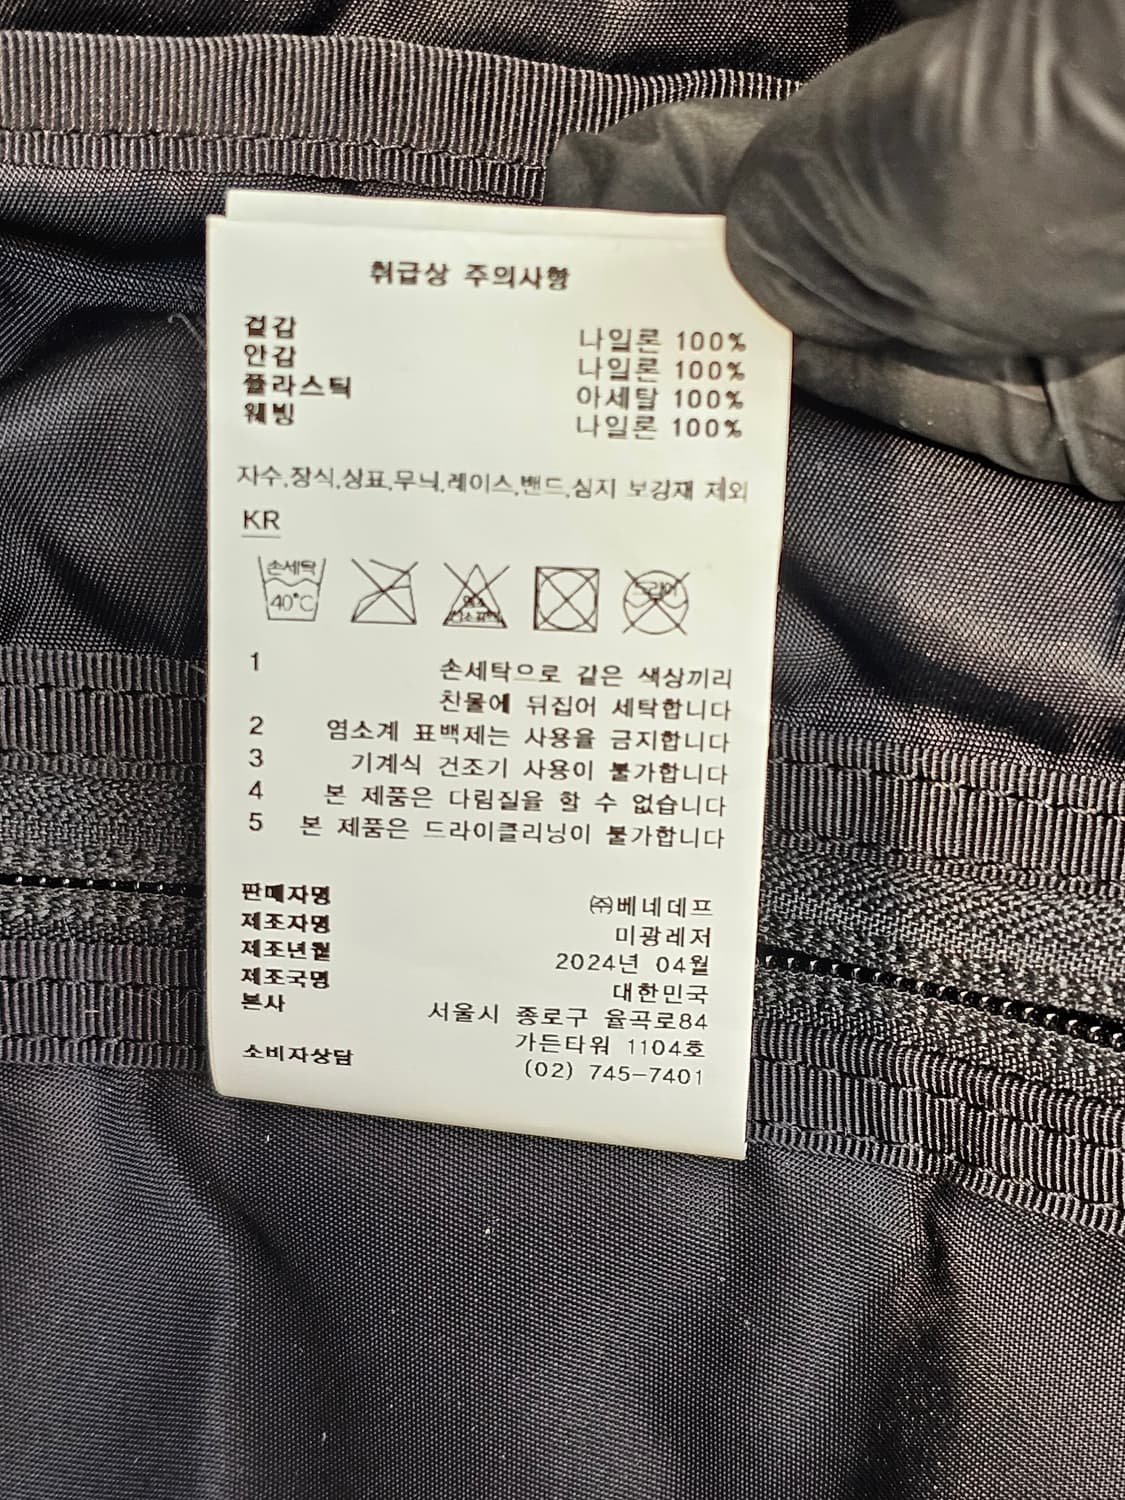 취급상 주의사항
겉감 나일론 100%
안감 나일론 100%
플라스틱 아세탈 100%
웨빙 나일론 100%
자수,장식,상표,무늬,레이스,밴드,심지 보강재 제외
KR
손세탁
40°C
염소
드라이
1 손세탁으로 같은 색상끼리
찬물에 뒤집어 세탁합니다
2 염소계 표백제는 사용을 금지합니다
3 기계식 건조기 사용이 불가합니다
4 본 제품은 다림질을 할 수 없습니다
5 본 제품은 드라이클리닝이 불가합니다
판매자명 ㈜베네데프
제조자명 미광레저
제조년월 2024년 04월
제조국명 대한민국
본사 서울시 종로구 율곡로84
가든타워 1104호
소비자상담 (02) 745-7401